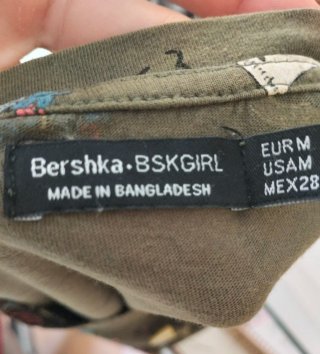 Bershka•BSKGIRL
MADE IN BANGLADESH
EUR M
USA M
MEX 28